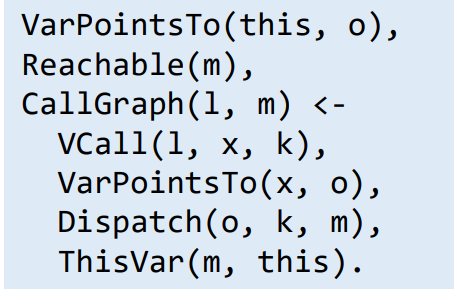 VarPointsTo(this, o),
Reachable(m),
CallGraph(l, m) <-
  VCall(l, x, k),
  VarPointsTo(x, o),
  Dispatch(o, k, m),
  ThisVar(m, this).